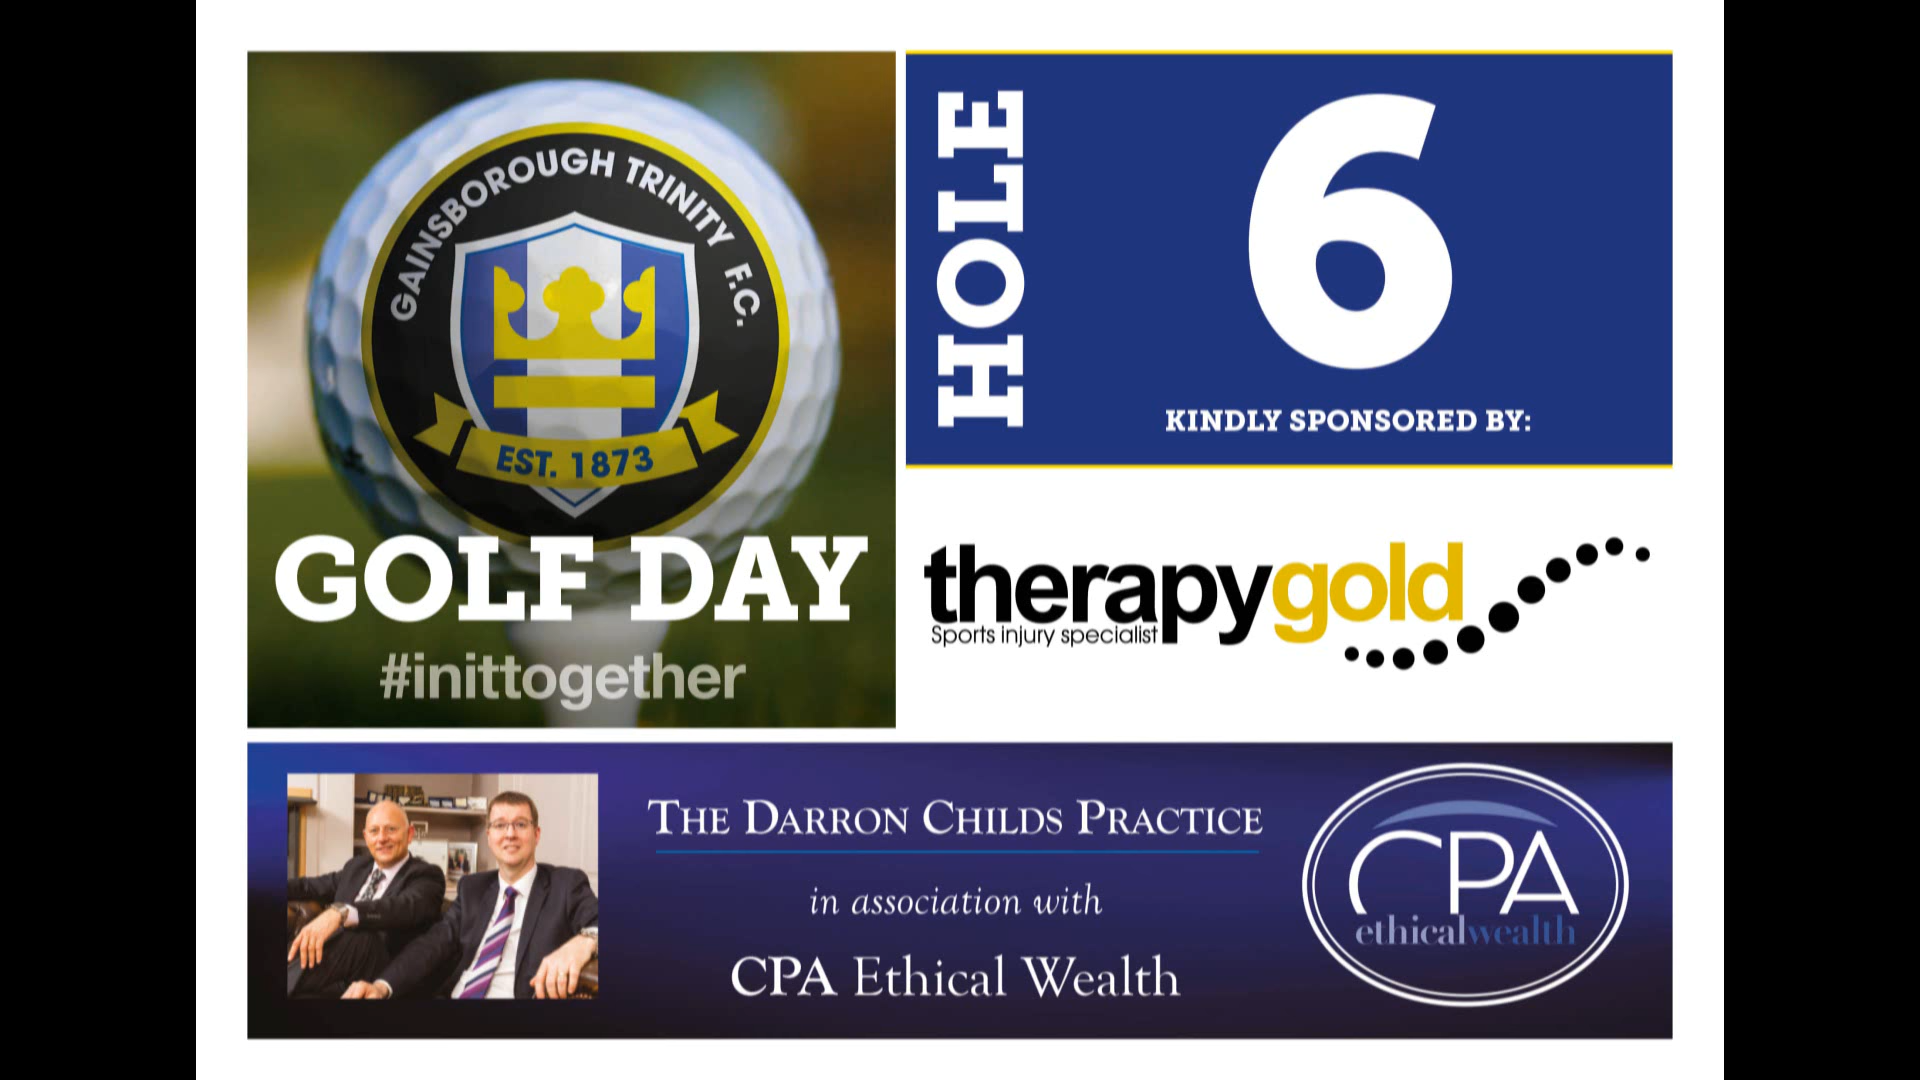 GAINSBOROUGH TRINITY F.C.
EST. 1873
GOLF DAY
#inittogether
HOLE
6
KINDLY SPONSORED BY:
therapygold
Sports injury specialist
THE DARRON CHILDS PRACTICE
in association with
CPA Ethical Wealth
CPA
ethicalwealth